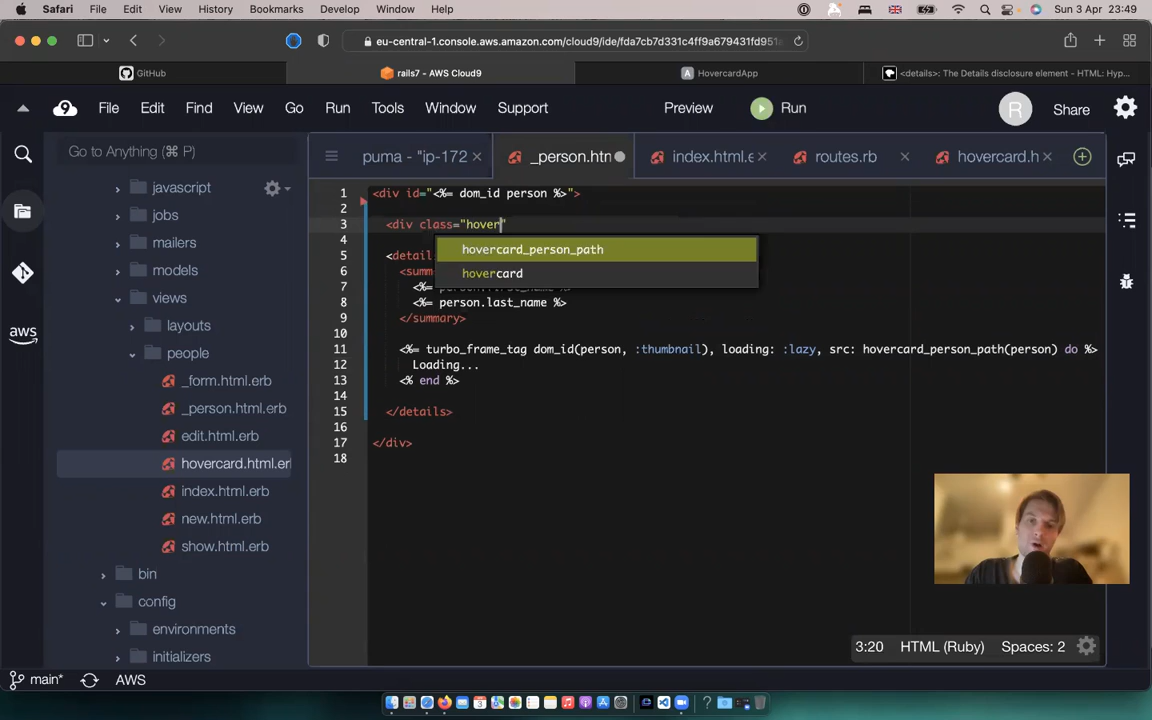 Safari File Edit View History Bookmarks Develop Window Help Sun 3 Apr 23:49
eu-central-1.console.aws.amazon.com/cloud9/ide/fda7cb7d331c4ff9a679431fd951e
GitHub rails7 - AWS Cloud9 HovercardApp <details>: The Details disclosure element - HTML: Hyp...
9 File Edit Find View Go Run Tools Window Support Preview Run R Share
Go to Anything (⌘ P)
puma - "ip-172 _person.htm index.html.e routes.rb hovercard.h
javascript
jobs
mailers
models
views
layouts
people
_form.html.erb
_person.html.erb
edit.html.erb
hovercard.html.er
index.html.erb
new.html.erb
show.html.erb
bin
config
environments
initializers
aws
1 <div id="<%= dom_id person %>">
2
3 <div class="hover"
4
5 <detail
6 <summ
7 <%= person.first_name %>
8 <%= person.last_name %>
9 </summary>
10
11 <%= turbo_frame_tag dom_id(person, :thumbnail), loading: :lazy, src: hovercard_person_path(person) do %>
12 Loading...
13 <% end %>
14
15 </details>
16
17 </div>
18
hovercard_person_path
hovercard
3:20 HTML (Ruby) Spaces: 2
main* AWS